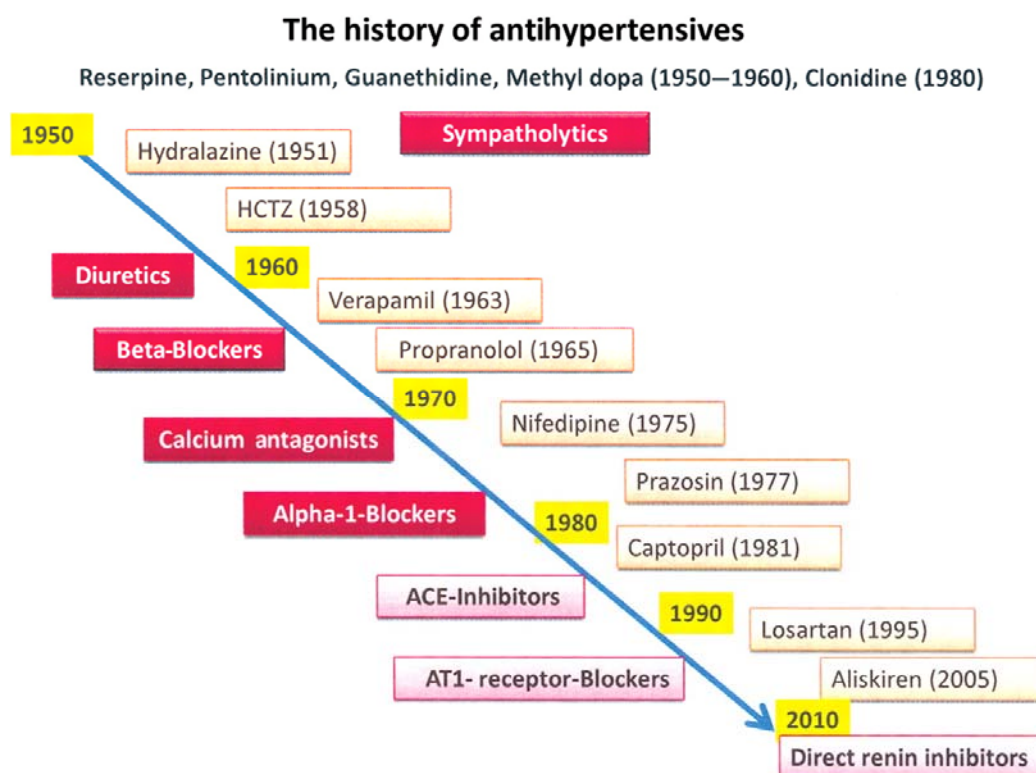 The history of antihypertensives
Reserpine, Pentolinium, Guanethidine, Methyl dopa (1950—1960), Clonidine (1980)
1950
Sympatholytics
Hydralazine (1951)
HCTZ (1958)
Diuretics
1960
Verapamil (1963)
Beta-Blockers
Propranolol (1965)
1970
Nifedipine (1975)
Calcium antagonists
Prazosin (1977)
Alpha-1-Blockers
1980
Captopril (1981)
ACE-Inhibitors
1990
Losartan (1995)
AT1- receptor-Blockers
Aliskiren (2005)
2010
Direct renin inhibitors